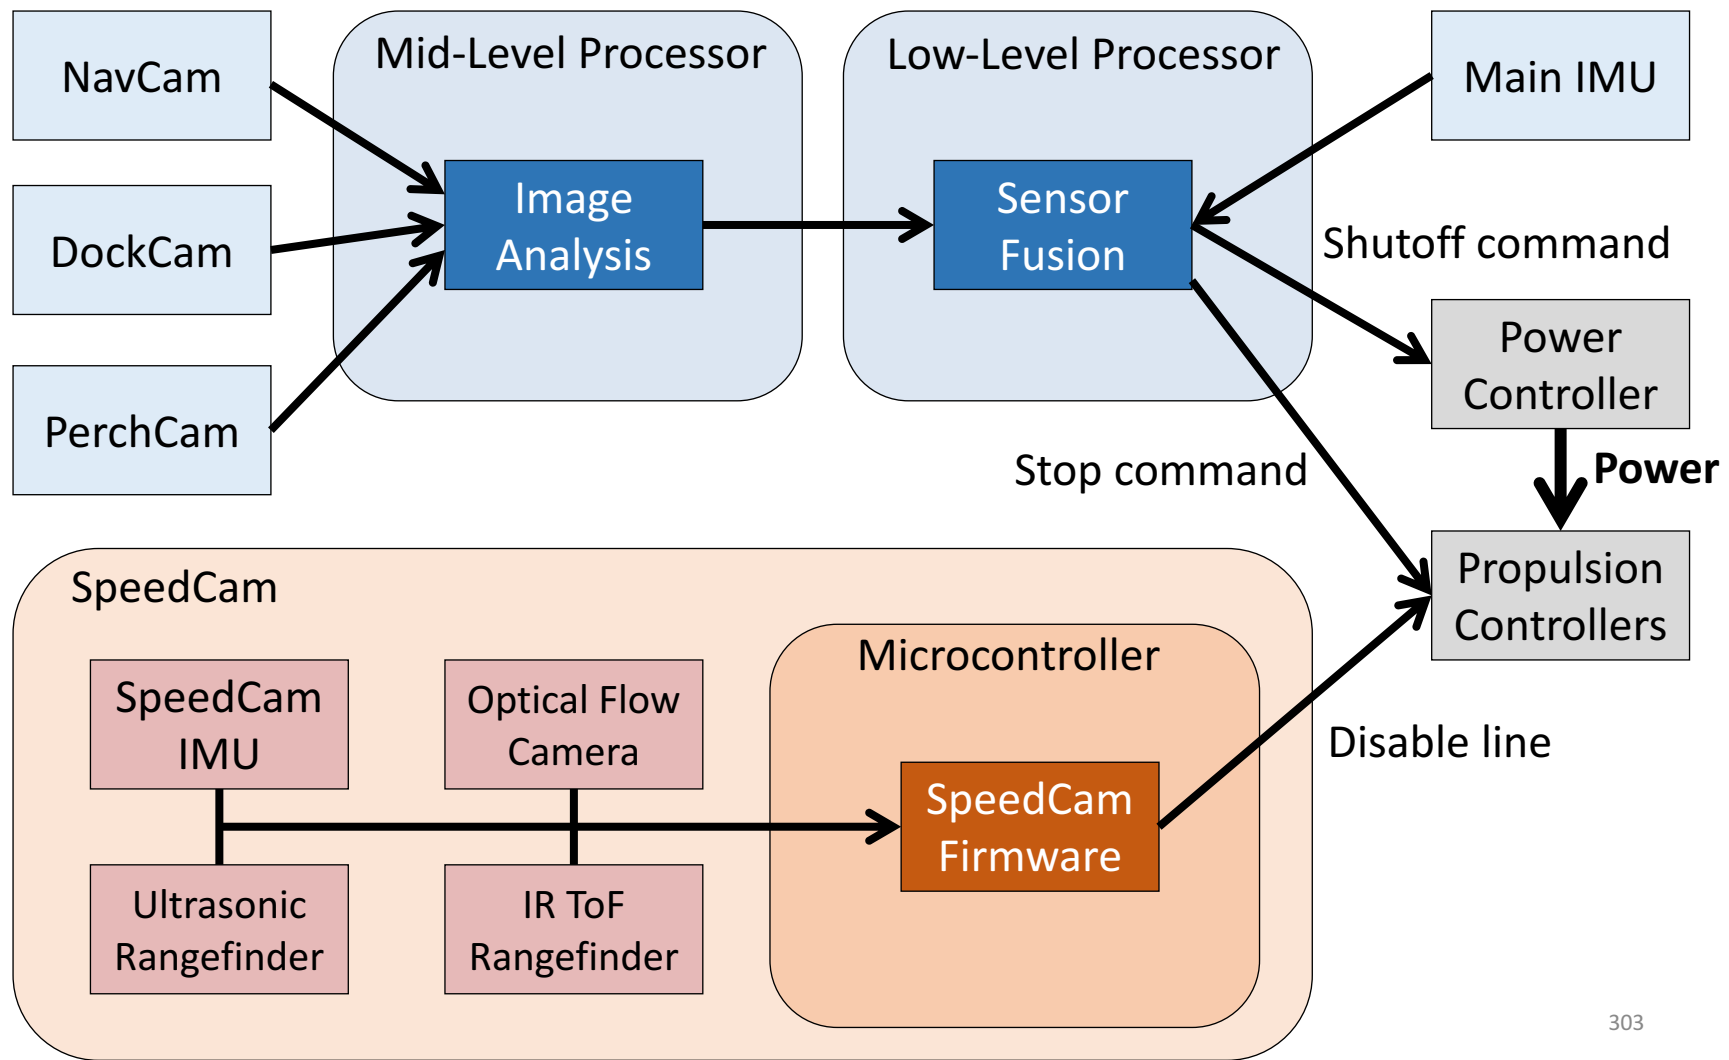 NavCam
DockCam
PerchCam
Mid-Level Processor
Image
Analysis
Low-Level Processor
Sensor
Fusion
Main IMU
Shutoff command
Power
Controller
Power
Stop command
Propulsion
Controllers
Disable line
SpeedCam
SpeedCam
IMU
Optical Flow
Camera
Ultrasonic
Rangefinder
IR ToF
Rangefinder
Microcontroller
SpeedCam
Firmware
303